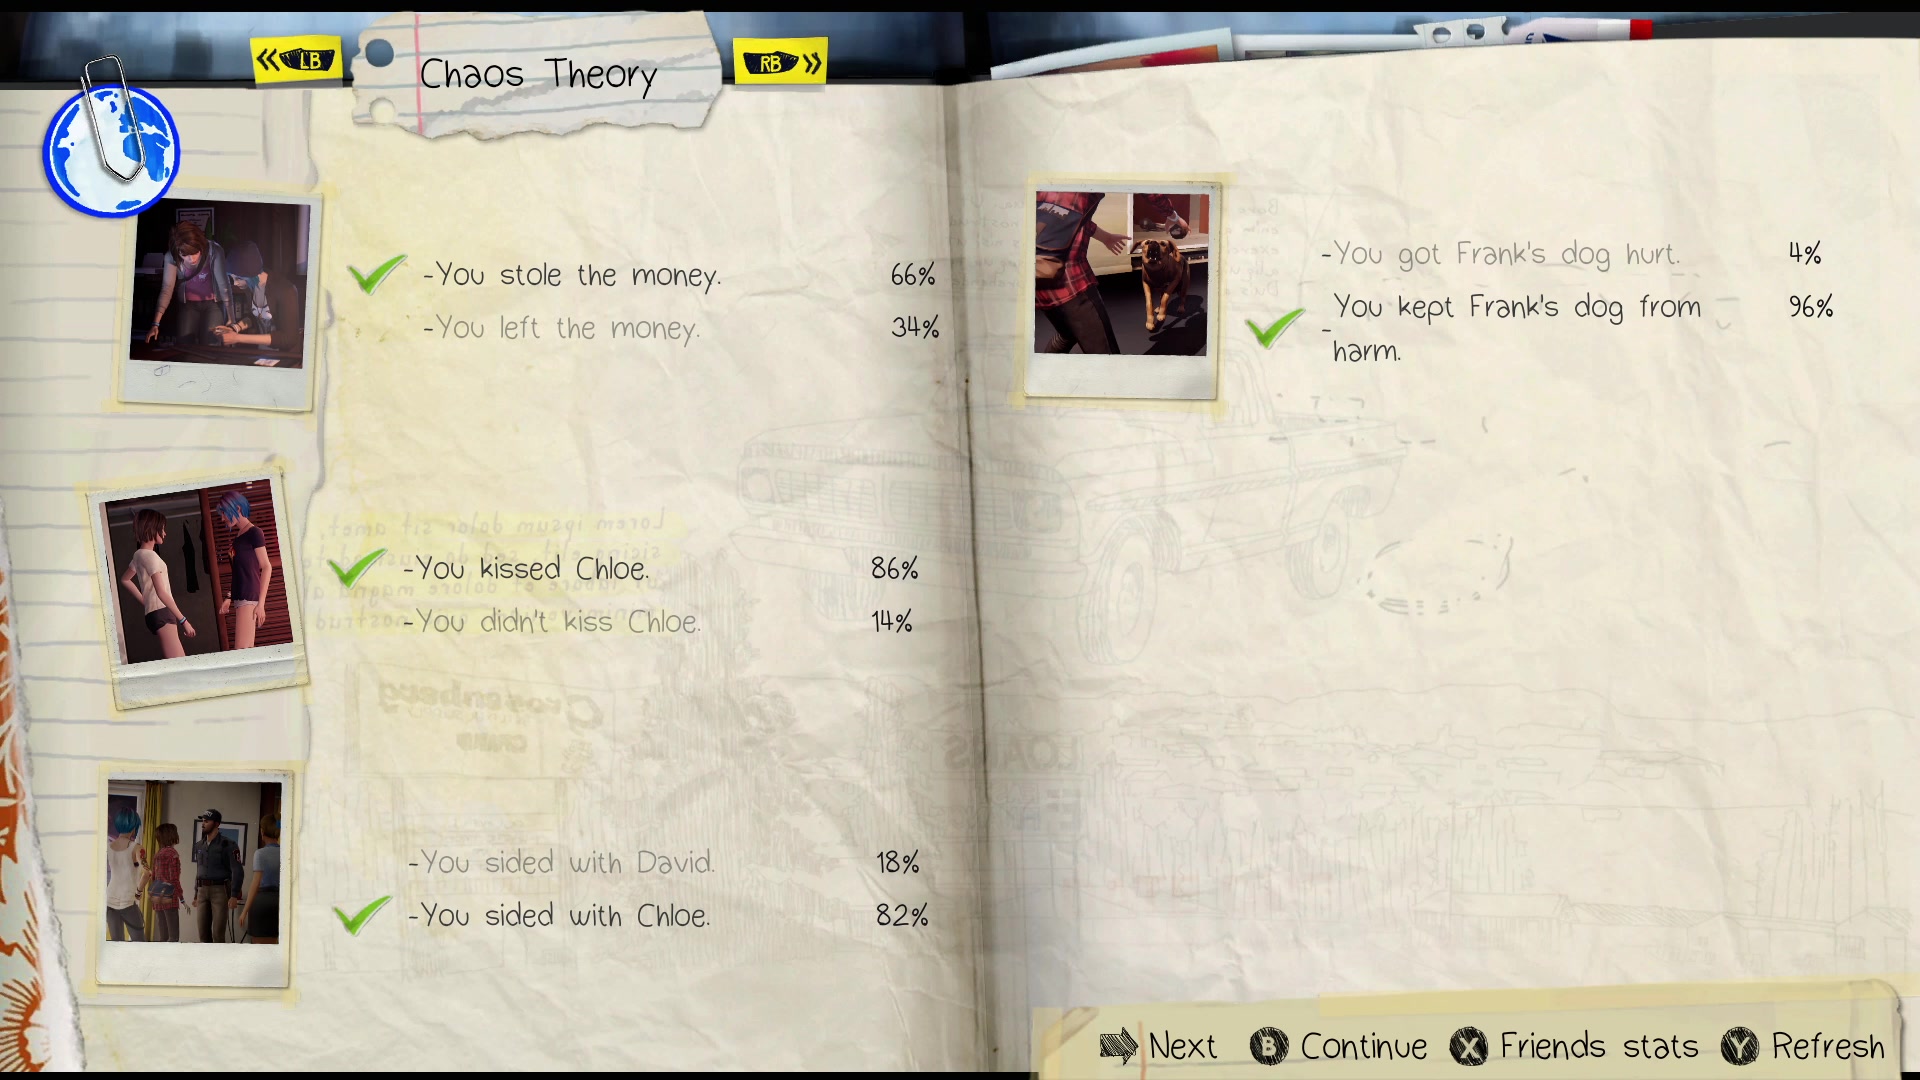 LB
Chaos Theory
RB
-You stole the money. 66%
-You left the money. 34%
-You kissed Chloe. 86%
-You didn't kiss Chloe. 14%
-You sided with David. 18%
-You sided with Chloe. 82%
-You got Frank's dog hurt. 4%
-You kept Frank's dog from 96%
harm.
Next B Continue X Friends stats Y Refresh